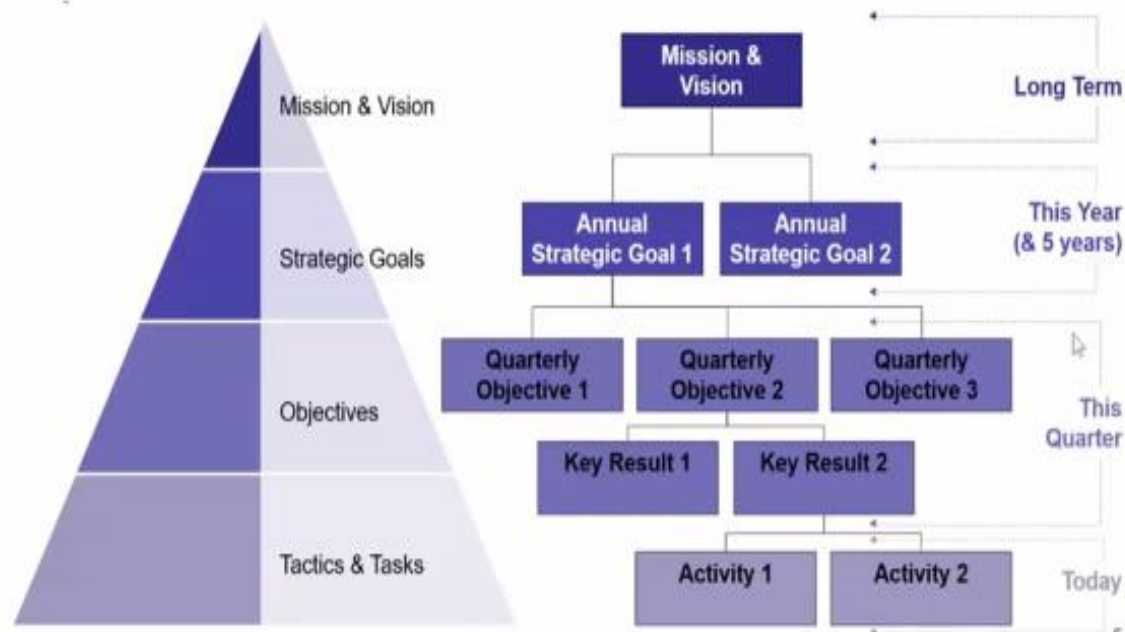 Mission & Vision
Strategic Goals
Objectives
Tactics & Tasks
Mission &
Vision
Annual
Strategic Goal 1
Annual
Strategic Goal 2
Quarterly
Objective 1
Quarterly
Objective 2
Quarterly
Objective 3
Key Result 1
Key Result 2
Activity 1
Activity 2
Long Term
This Year
(& 5 years)
This
Quarter
Today